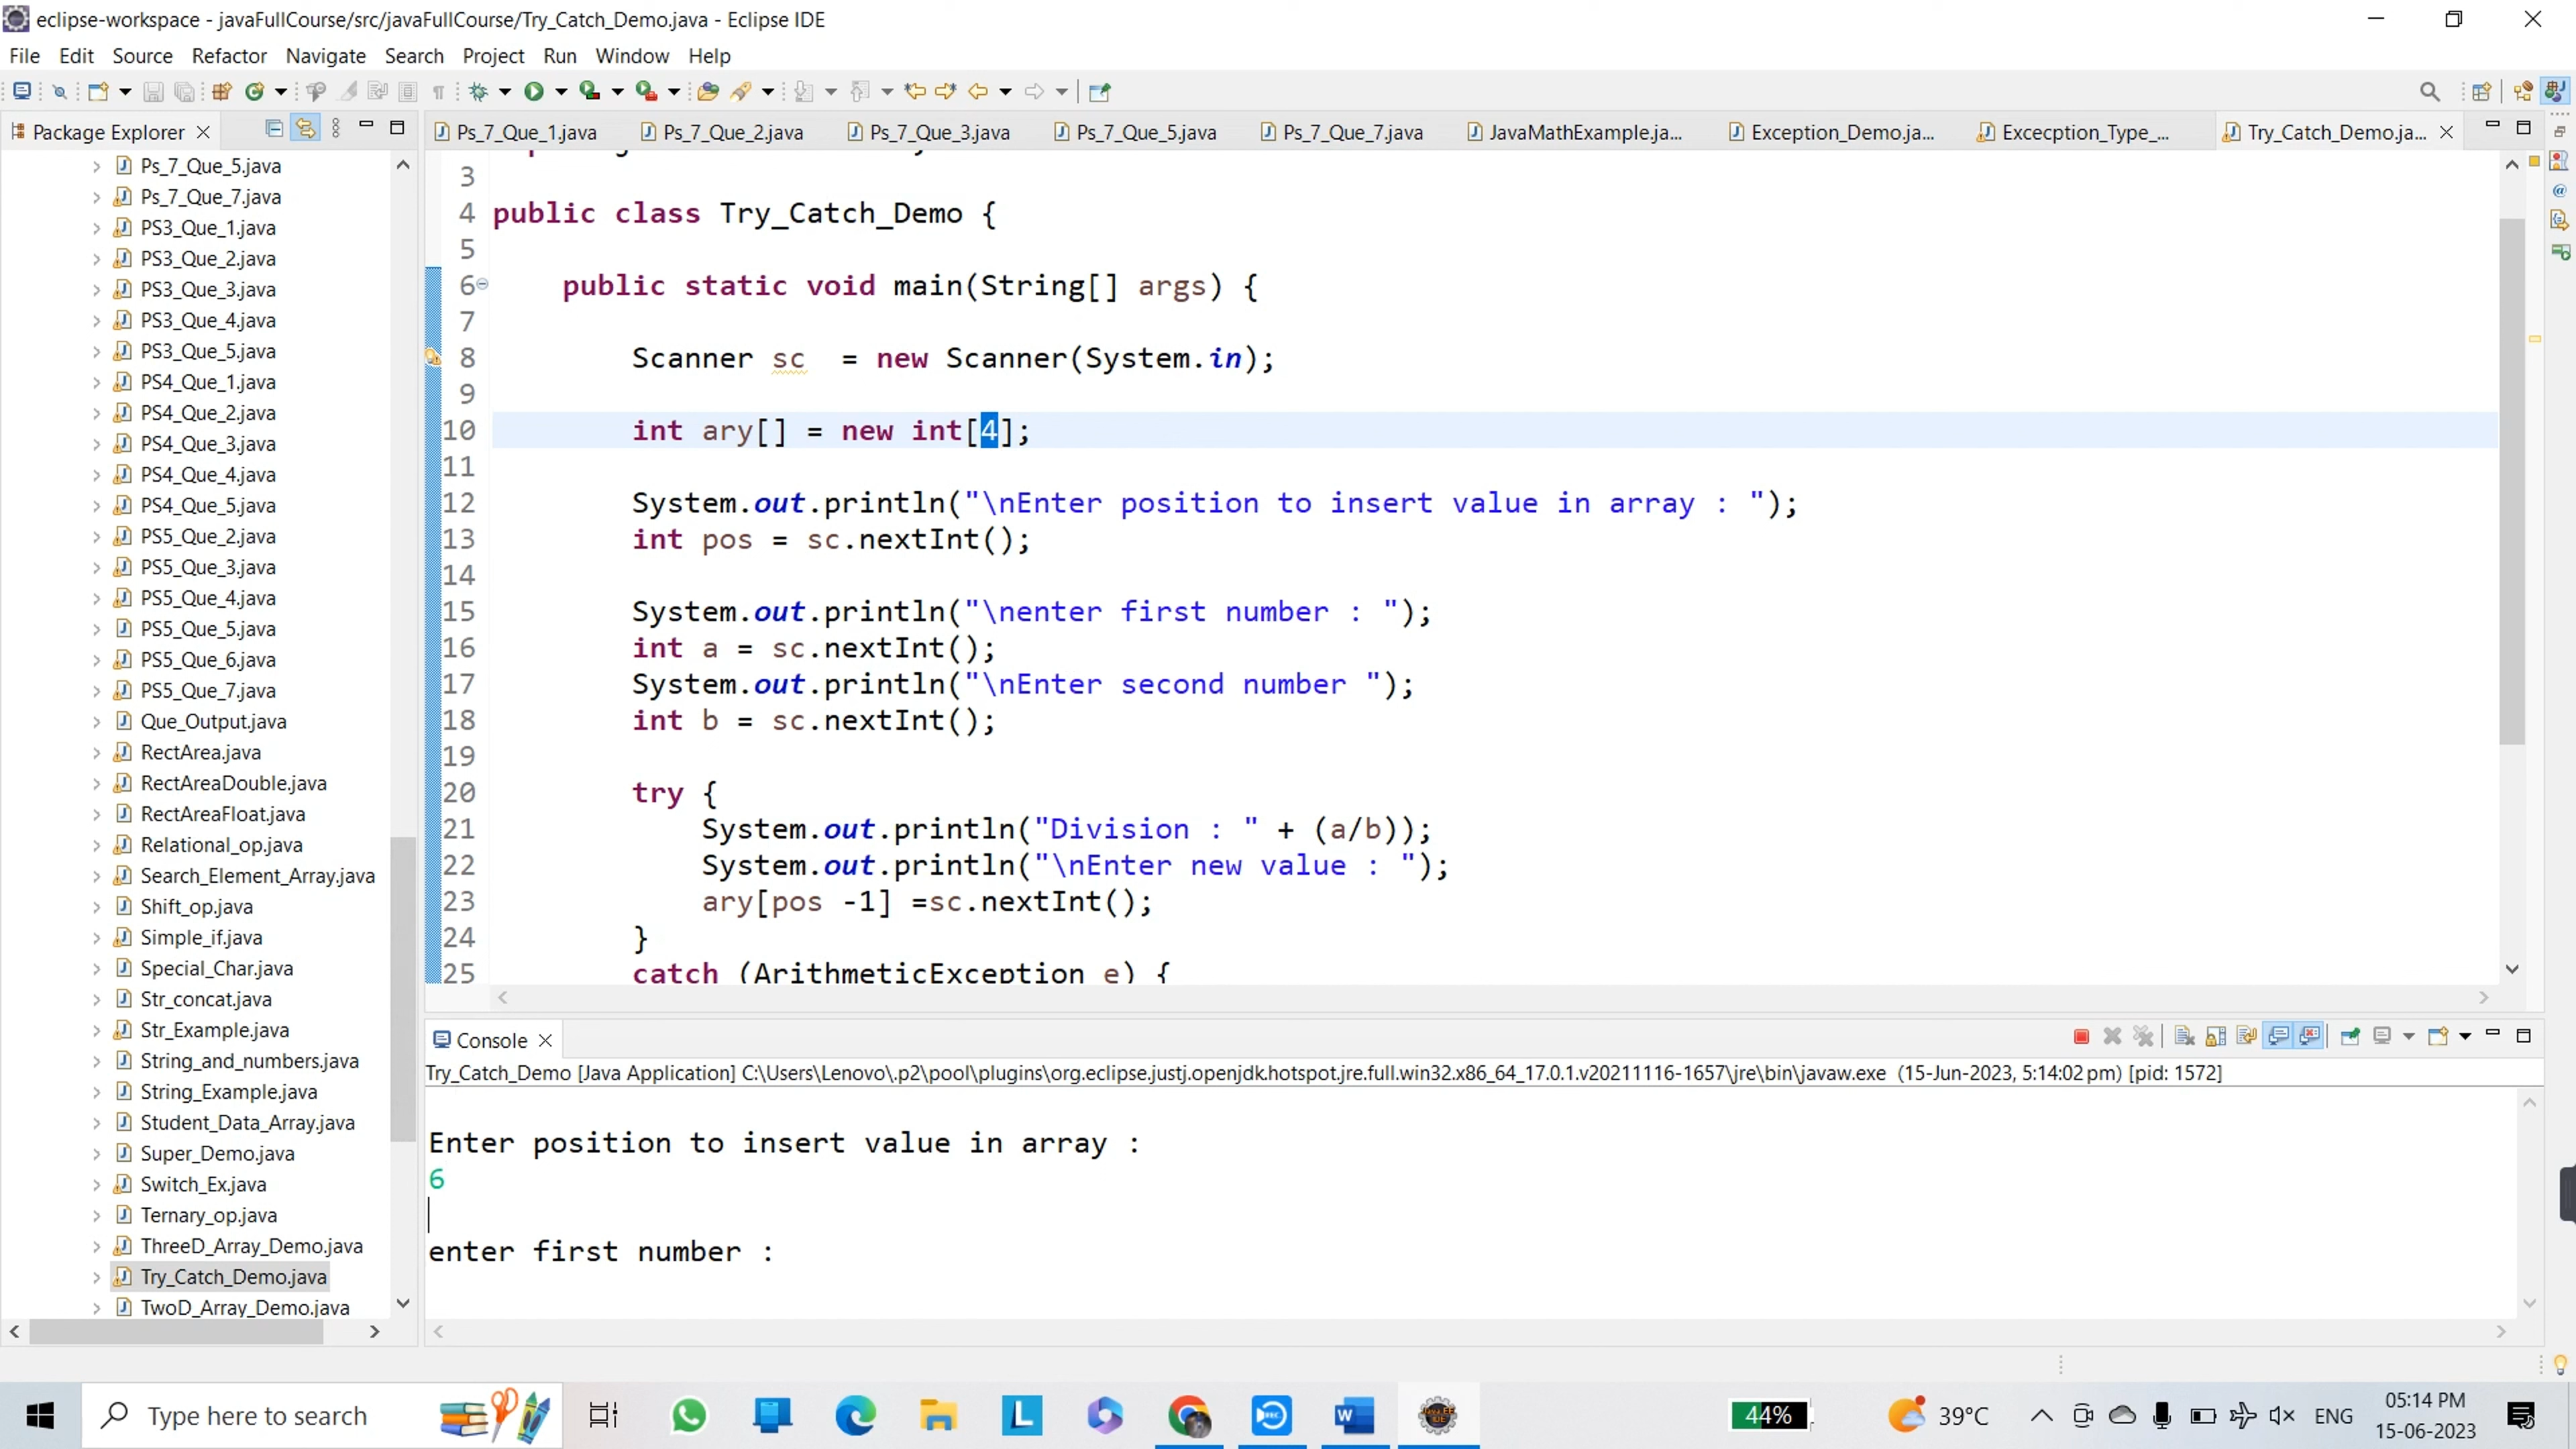 eclipse-workspace - javaFullCourse/src/javaFullCourse/Try_Catch_Demo.java - Eclipse IDE
File Edit Source Refactor Navigate Search Project Run Window Help
Package Explorer
Ps_7_Que_1.java Ps_7_Que_2.java Ps_7_Que_3.java Ps_7_Que_5.java Ps_7_Que_7.java JavaMathExample.ja... Exception_Demo.ja... Excecption_Type_... Try_Catch_Demo.ja...
Ps_7_Que_5.java
Ps_7_Que_7.java
PS3_Que_1.java
PS3_Que_2.java
PS3_Que_3.java
PS3_Que_4.java
PS3_Que_5.java
PS4_Que_1.java
PS4_Que_2.java
PS4_Que_3.java
PS4_Que_4.java
PS4_Que_5.java
PS5_Que_2.java
PS5_Que_3.java
PS5_Que_4.java
PS5_Que_5.java
PS5_Que_6.java
PS5_Que_7.java
Que_Output.java
RectArea.java
RectAreaDouble.java
RectAreaFloat.java
Relational_op.java
Search_Element_Array.java
Shift_op.java
Simple_if.java
Special_Char.java
Str_concat.java
Str_Example.java
String_and_numbers.java
String_Example.java
Student_Data_Array.java
Super_Demo.java
Switch_Ex.java
Ternary_op.java
ThreeD_Array_Demo.java
Try_Catch_Demo.java
TwoD_Array_Demo.java
3
4 public class Try_Catch_Demo {
5
6 public static void main(String[] args) {
7
8 Scanner sc  = new Scanner(System.in);
9
10 int ary[] = new int[4];
11
12 System.out.println("\nEnter position to insert value in array : ");
13 int pos = sc.nextInt();
14
15 System.out.println("\nenter first number : ");
16 int a = sc.nextInt();
17 System.out.println("\nEnter second number ");
18 int b = sc.nextInt();
19
20 try {
21 System.out.println("Division : " + (a/b));
22 System.out.println("\nEnter new value : ");
23 ary[pos -1] =sc.nextInt();
24 }
25 catch (ArithmeticException e) {
Console
Try_Catch_Demo [Java Application] C:\Users\Lenovo\.p2\pool\plugins\org.eclipse.justj.openjdk.hotspot.jre.full.win32.x86_64_17.0.1.v20211116-1657\jre\bin\javaw.exe (15-Jun-2023, 5:14:02 pm) [pid: 1572]
Enter position to insert value in array :
6
enter first number :
Type here to search
44%
39°C
ENG
05:14 PM
15-06-2023